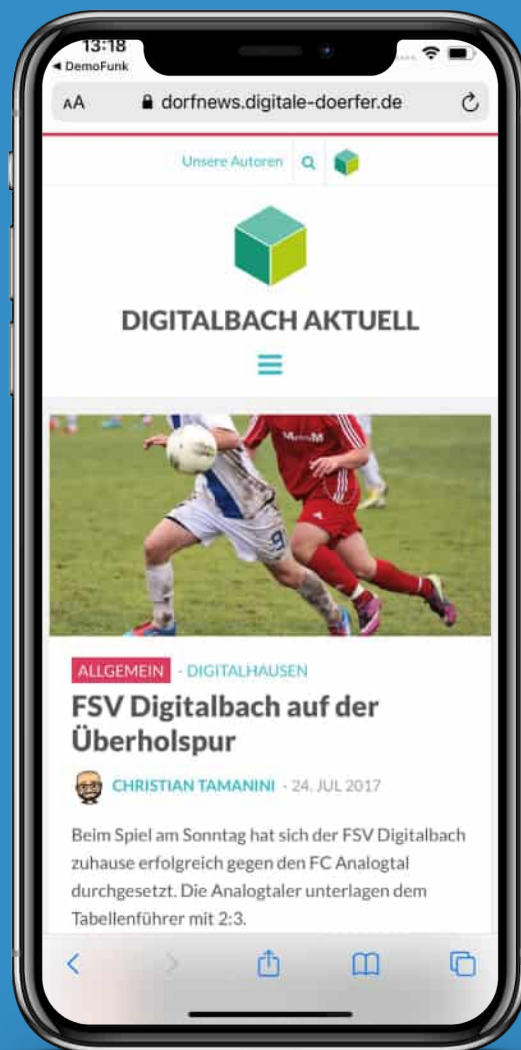 13:18
◀ DemoFunk
AA dorfnews.digitale-doerfer.de
Unsere Autoren
DIGITALBACH AKTUELL
9
ALLGEMEIN - DIGITALHAUSEN
FSV Digitalbach auf der
Überholspur
CHRISTIAN TAMANINI - 24. JUL 2017
Beim Spiel am Sonntag hat sich der FSV Digitalbach
zuhause erfolgreich gegen den FC Analogtal
durchgesetzt. Die Analogtaler unterlagen dem
Tabellenführer mit 2:3.